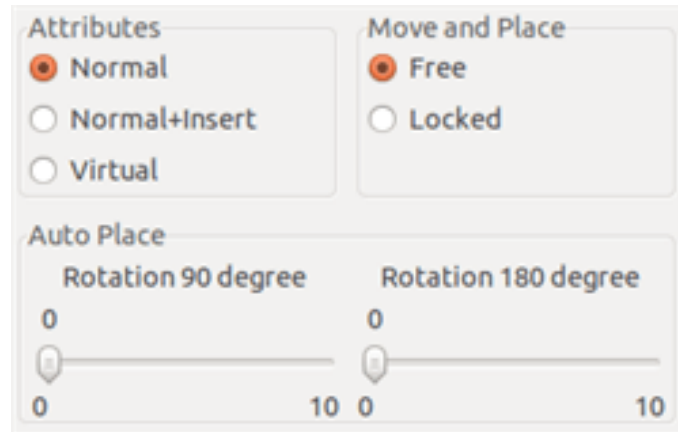 Attributes
Normal
Normal+Insert
Virtual
Move and Place
Free
Locked
Auto Place
Rotation 90 degree
0
0 10
Rotation 180 degree
0
0 10